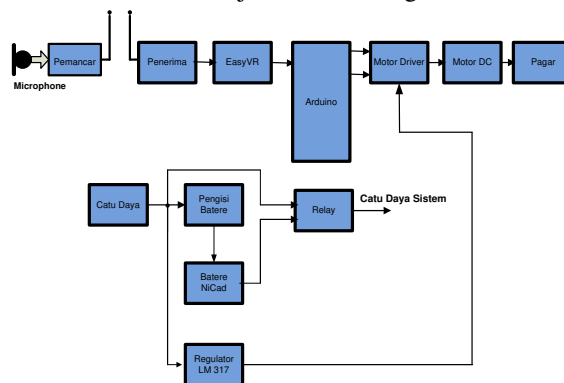 Pemancar
Microphone
Penerima
EasyVR
Arduino
Motor Driver
Motor DC
Pagar
Catu Daya
Pengisi
Batere
Relay
Catu Daya Sistem
Batere
NiCad
Regulator
LM 317